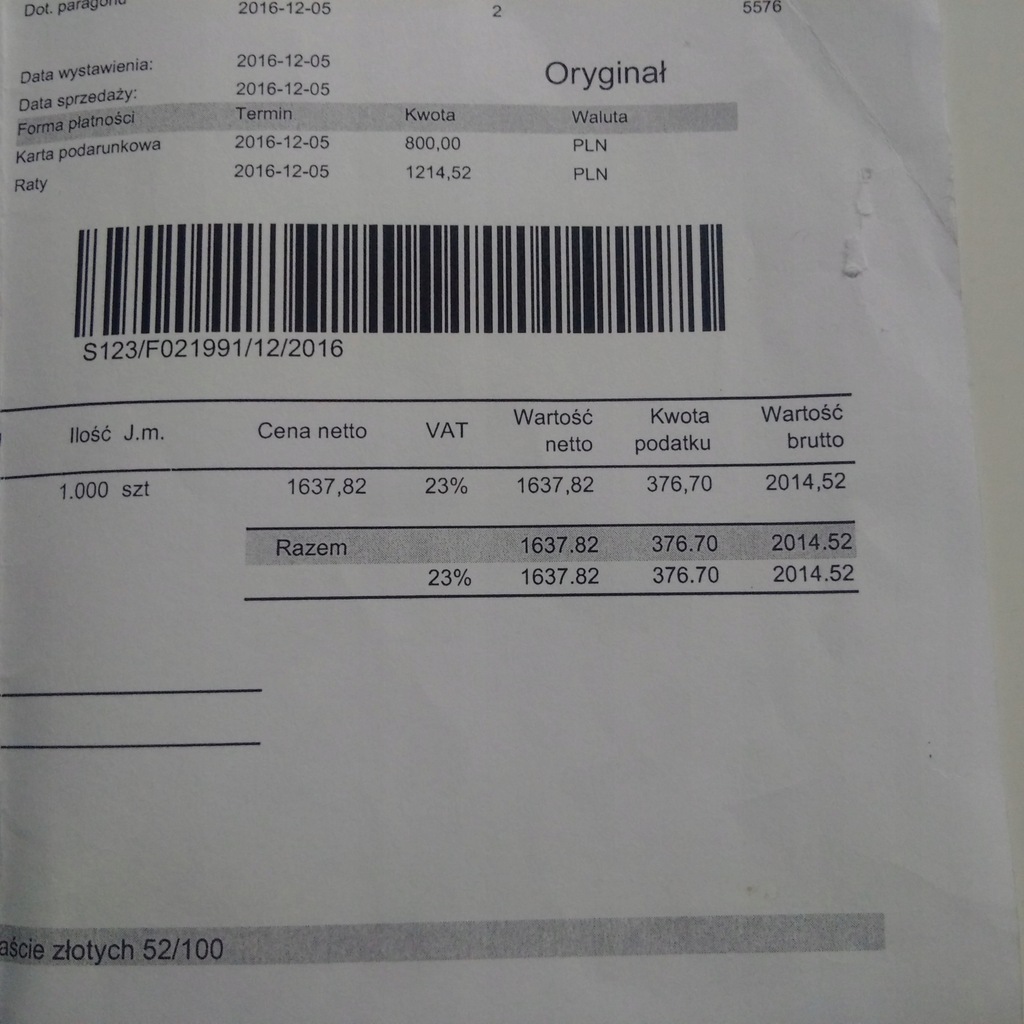 Dot. paragonu 2016-12-05 2 5576
Data wystawienia: 2016-12-05
Oryginał
Data sprzedaży: 2016-12-05
Forma płatności Termin Kwota Waluta
Karta podarunkowa 2016-12-05 800,00 PLN
Raty 2016-12-05 1214,52 PLN
S123/F021991/12/2016
Ilość J.m. Cena netto VAT Wartość netto Kwota podatku Wartość brutto
1.000 szt 1637,82 23% 1637,82 376,70 2014,52
Razem 1637.82 376.70 2014.52
23% 1637.82 376.70 2014.52
aście złotych 52/100